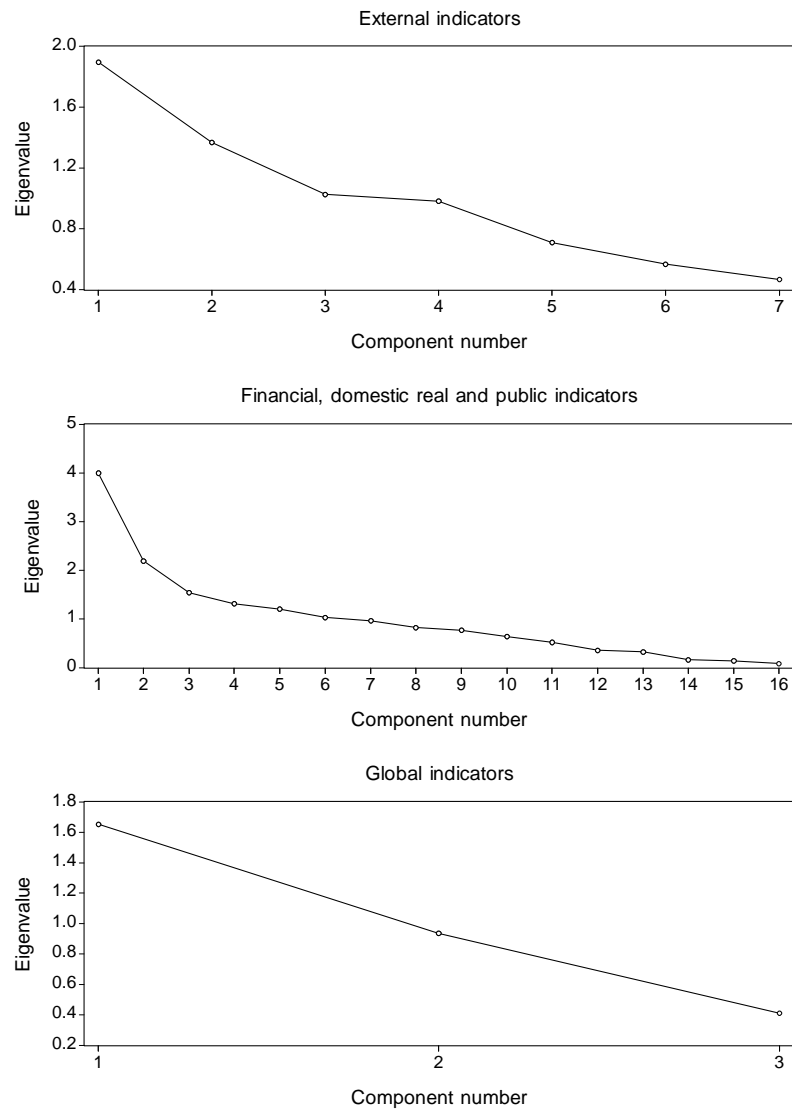 External indicators
2.0
1.6
1.2
0.8
0.4
Eigenvalue
1 2 3 4 5 6 7
Component number
Financial, domestic real and public indicators
5
4
3
2
1
0
Eigenvalue
1 2 3 4 5 6 7 8 9 10 11 12 13 14 15 16
Component number
Global indicators
1.8
1.6
1.4
1.2
1.0
0.8
0.6
0.4
0.2
Eigenvalue
1 2 3
Component number